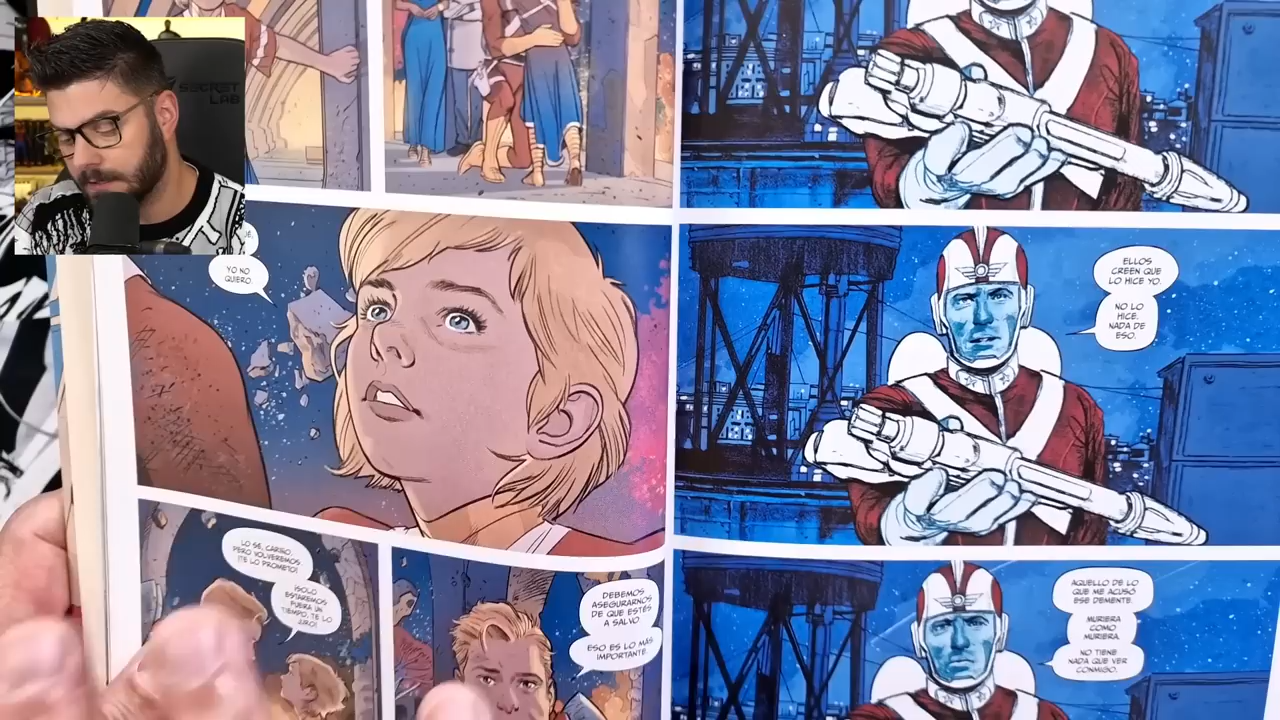 SECRET
LAB
YO NO
QUIERO.
LO SÉ, CARIÑO.
PERO VOLVEREMOS.
¡TE LO PROMETO!
¡SOLO
ESTAREMOS
FUERA UN
TIEMPO, TE LO
JURO!
DEBEMOS
ASEGURARNOS
DE QUE ESTÉS
A SALVO.
ESO ES LO MÁS
IMPORTANTE.
ELLOS
CREEN QUE
LO HICE YO.
NO LO
HICE.
NADA DE
ESO.
AQUELLO DE LO
QUE ME ACUSÓ
ESE DEMENTE.
MURIERA
COMO
MURIERA.
NO TIENE
NADA QUE VER
CONMIGO.